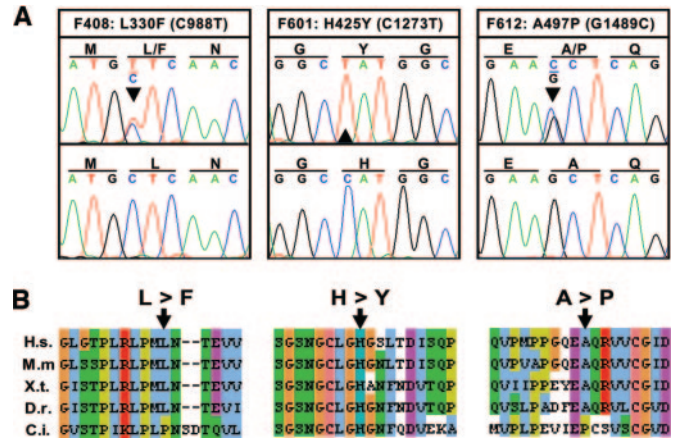 A
F408: L330F (C988T)
F601: H425Y (C1273T)
F612: A497P (G1489C)
M L/F N
A T G T T C A A C
C
G Y G
G G C T A T G G C
E A/P Q
G A A C C T C A G
G
M L N
A T G C T C A A C
G H G
G G C C A T G G C
E A Q
G A A G C T C A G
B
L > F
H > Y
A > P
H.s. GLGTPLRLPMLN--TEVV SGSNGCLGHGSLTDISQP QVPMPPGQEAQRVVCGID
M.m GLSSPLRLPMLN--TEVV SGSNGCLGHGNLTDISQP QVPVAPGQEAQRVVCGID
X.t. GISTPLRLPMLN--TEVV SGSNGCLGHANFNDVTQP QVIIPPEYEAQRVVCGID
D.r. GISTPLRLPMLN--TEVI SGSNGCLGHGNFNDVTQP QVSLPADFEAQRVLCGVD
C.i. GVSTPIKLPLPNSDTQVL SGSNGCLGHGNFQDVEKA MVPLPEVIEPCSVSCGVD